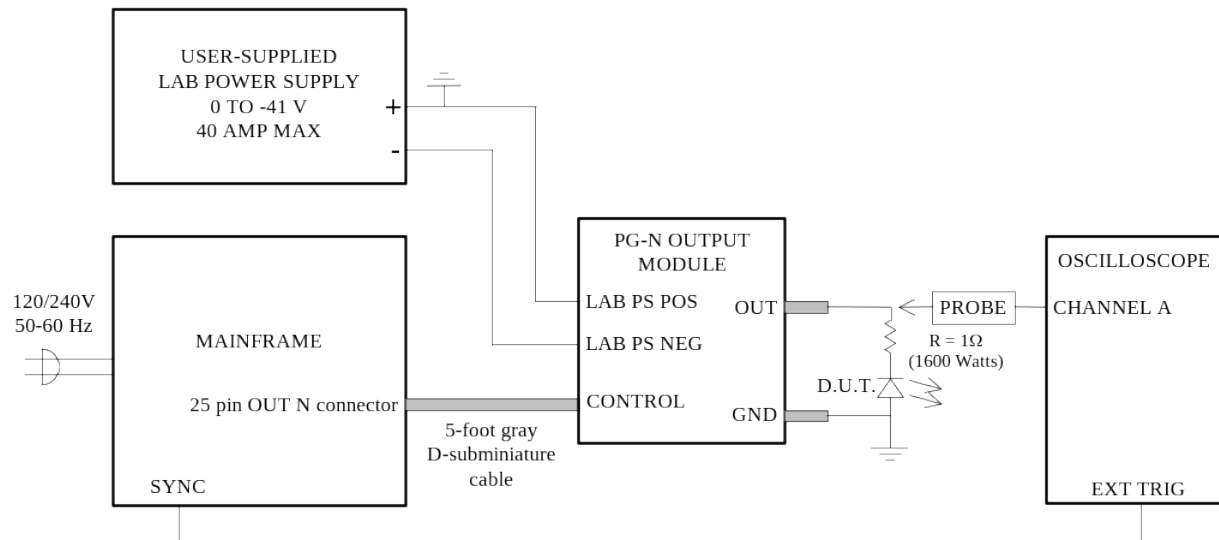 USER-SUPPLIED
LAB POWER SUPPLY
0 TO -41 V
40 AMP MAX
+
-
120/240V
50-60 Hz
MAINFRAME
25 pin OUT N connector
SYNC
5-foot gray
D-subminiature
cable
PG-N OUTPUT
MODULE
LAB PS POS
LAB PS NEG
CONTROL
OUT
GND
PROBE
R = 1Ω
(1600 Watts)
D.U.T.
OSCILLOSCOPE
CHANNEL A
EXT TRIG